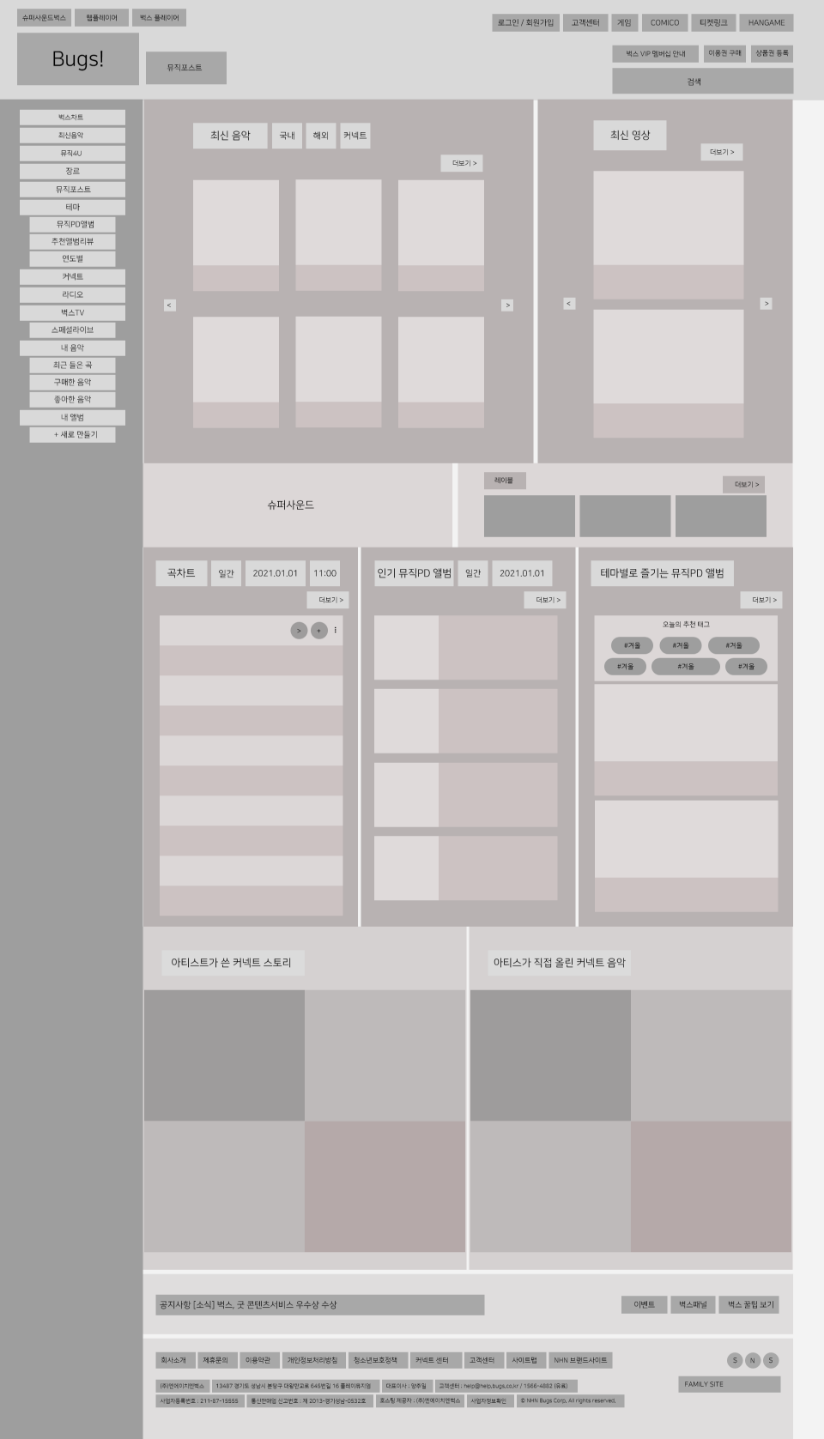 슈퍼사운드벅스 웹플레이어 벅스 플레이어
로그인 / 회원가입 고객센터 게임 COMICO 티켓링크 HANGAME
Bugs!
뮤직포스트
벅스 VIP 멤버십 안내 이용권 구매 상품권 등록
검색
벅스차트
최신음악
뮤직4U
장르
뮤직포스트
테마
뮤직PD앨범
추천앨범리뷰
연도별
커넥트
라디오
벅스TV
스페셜라이브
내 음악
최근 들은 곡
구매한 음악
좋아한 음악
내 앨범
+ 새로 만들기
최신 음악 국내 해외 커넥트
더보기 >
< >
최신 영상
더보기 >
< >
슈퍼사운드
레이블
더보기 >
곡차트 일간 2021.01.01 11:00
더보기 >
인기 뮤직PD 앨범 일간 2021.01.01
더보기 >
테마별로 즐기는 뮤직PD 앨범
더보기 >
오늘의 추천 태그
#겨울 #겨울 #겨울
#겨울 #겨울 #겨울
아티스트가 쓴 커넥트 스토리
아티스가 직접 올린 커넥트 음악
공지사항 [소식] 벅스, 굿 콘텐츠서비스 우수상 수상
이벤트 벅스패널 벅스 꿀팁 보기
회사소개 제휴문의 이용약관 개인정보처리방침 청소년보호정책 커넥트 센터 고객센터 사이트맵 NHN 브랜드사이트
S N S
FAMILY SITE
(주)엔에이치엔벅스 13487 경기도 성남시 분당구 대왕판교로 645번길 16 플레이뮤지엄 대표이사 : 양주일 고객센터 : help@help.bugs.co.kr / 1566-4853 (유료)
사업자등록번호 : 211-87-15855 통신판매업 신고번호 : 제 2013-경기성남-0532호 호스팅 제공자 : (주)엔에이치엔벅스 사업자정보확인 © NHN Bugs Corp. All rights reserved.